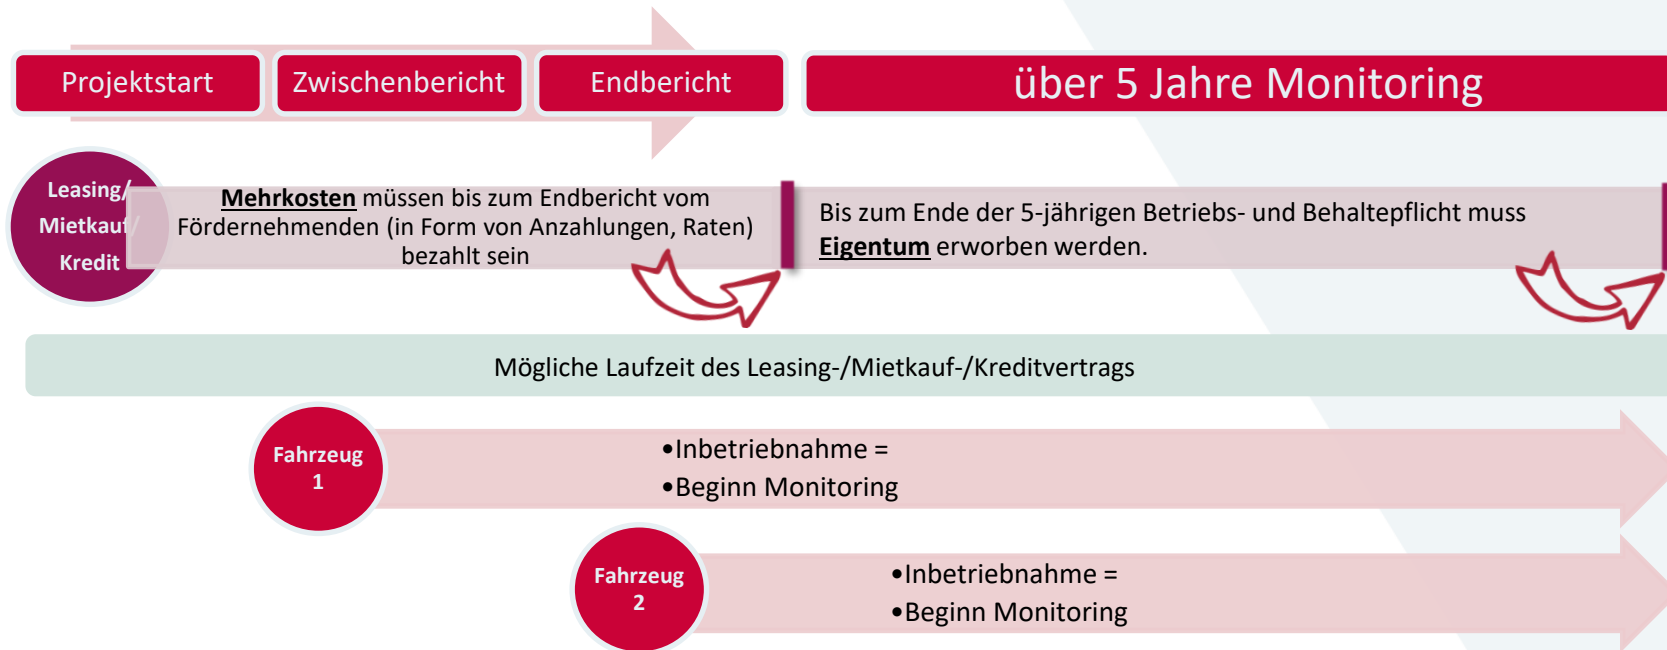 Projektstart
Zwischenbericht
Endbericht
über 5 Jahre Monitoring
Leasing/
Mietkauf/
Kredit
Mehrkosten müssen bis zum Endbericht vom
Fördernehmenden (in Form von Anzahlungen, Raten)
bezahlt sein
Bis zum Ende der 5-jährigen Betriebs- und Behaltepflicht muss
Eigentum erworben werden.
Mögliche Laufzeit des Leasing-/Mietkauf-/Kreditvertrags
Fahrzeug
1
•Inbetriebnahme =
•Beginn Monitoring
Fahrzeug
2
•Inbetriebnahme =
•Beginn Monitoring